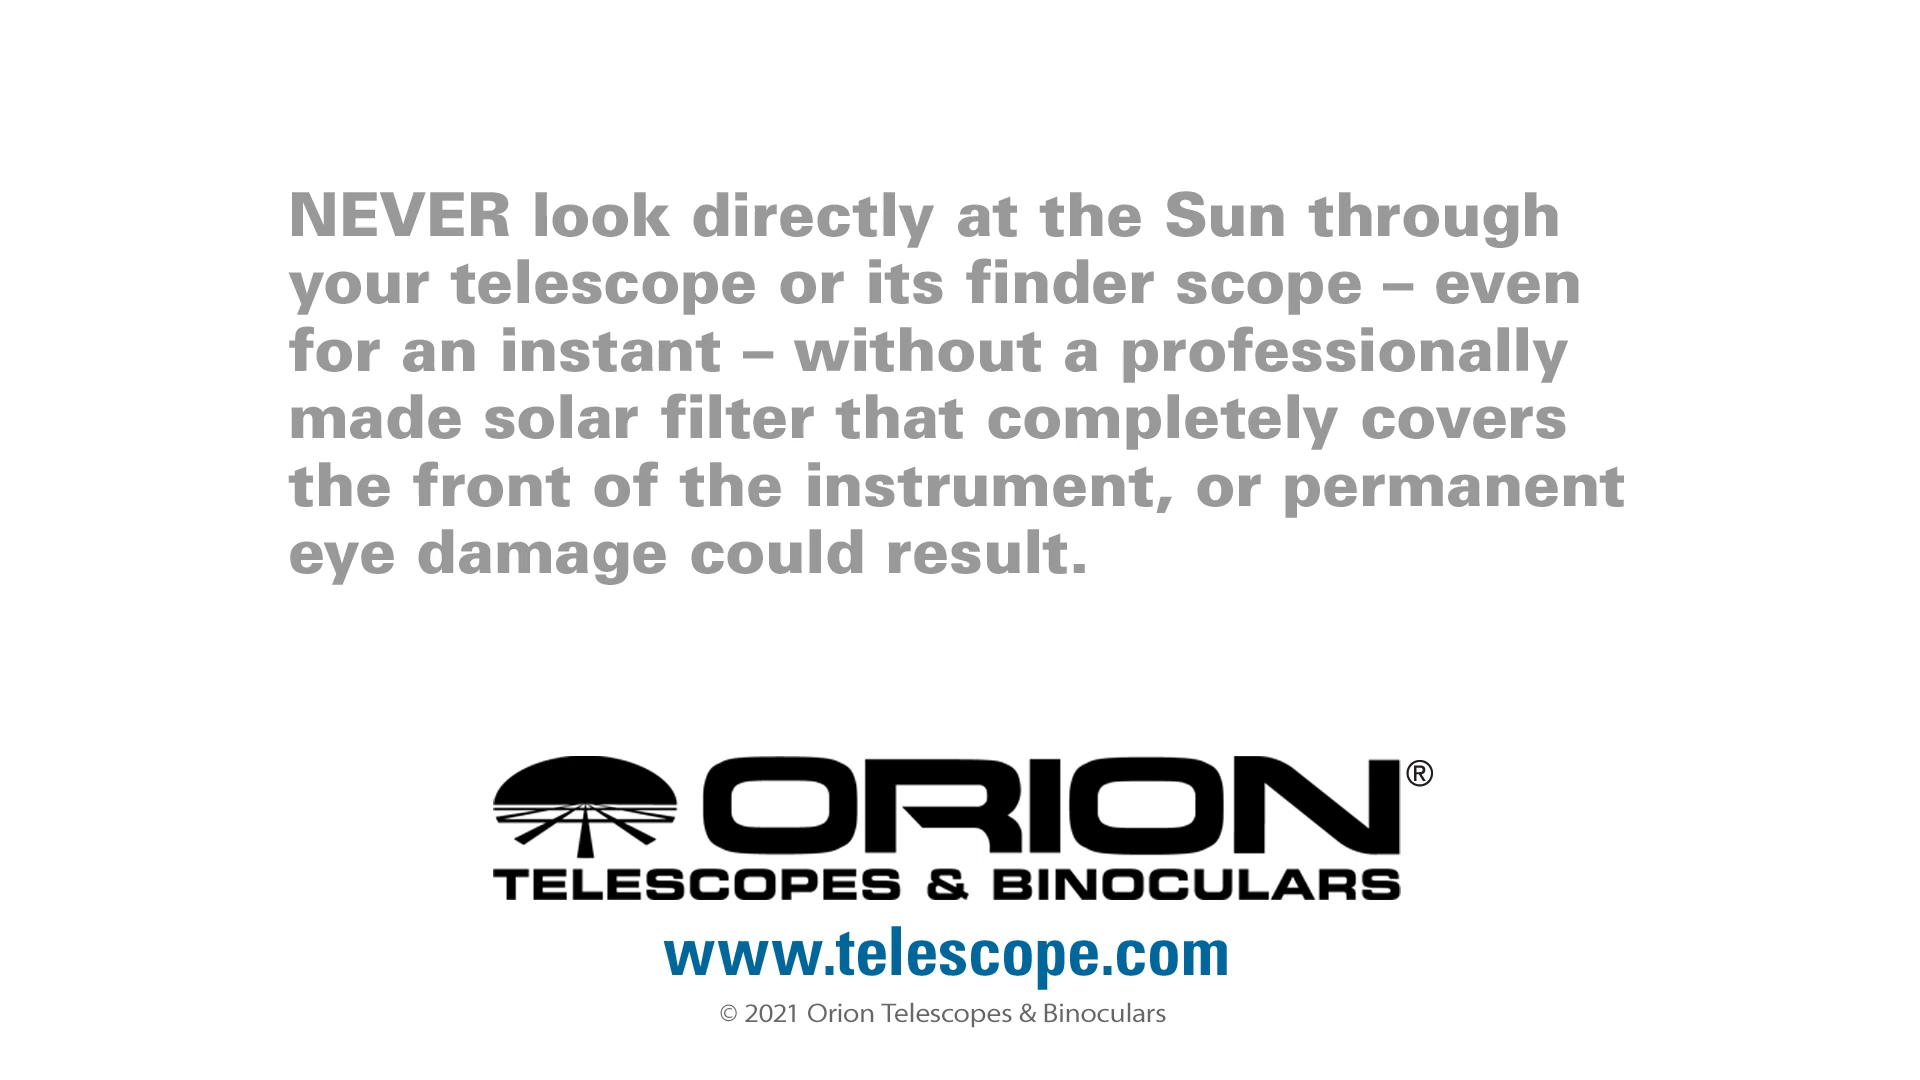 NEVER look directly at the Sun through
your telescope or its finder scope – even
for an instant – without a professionally
made solar filter that completely covers
the front of the instrument, or permanent
eye damage could result.
ORION®
TELESCOPES & BINOCULARS
www.telescope.com
© 2021 Orion Telescopes & Binoculars